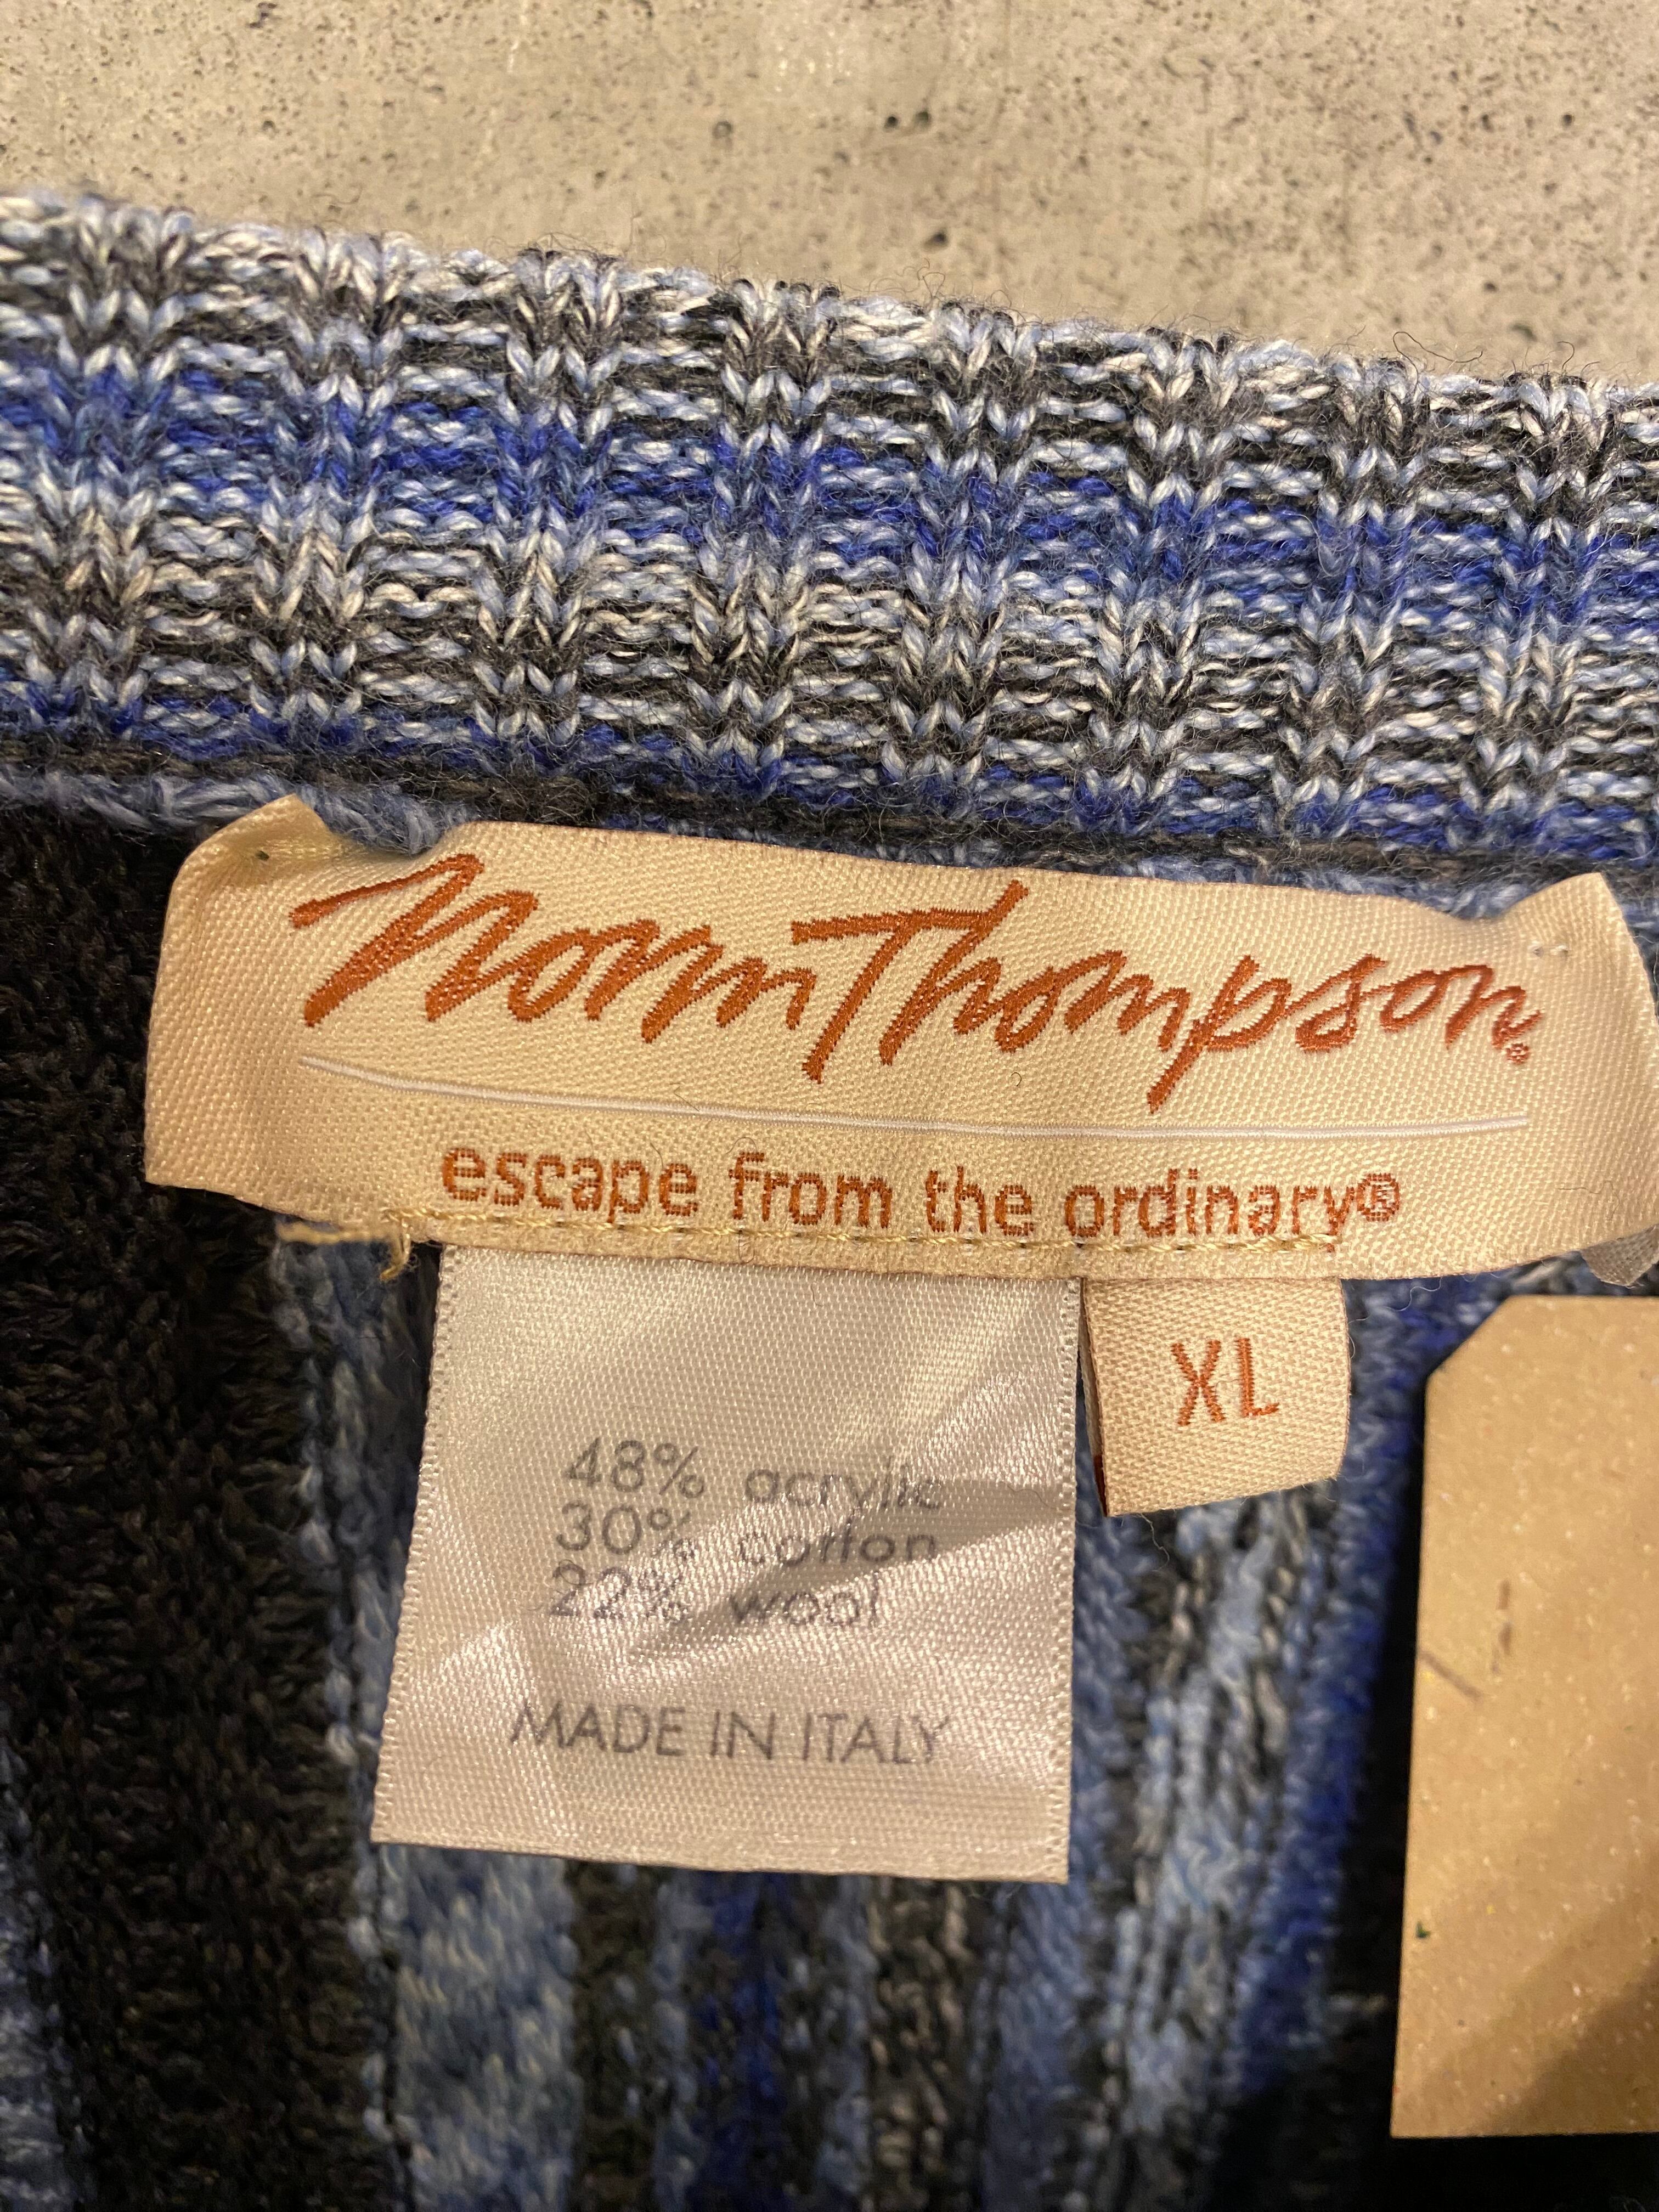 Norm Thompson®
escape from the ordinary®
XL
48% acrylic
30% cotton
22% wool
MADE IN ITALY